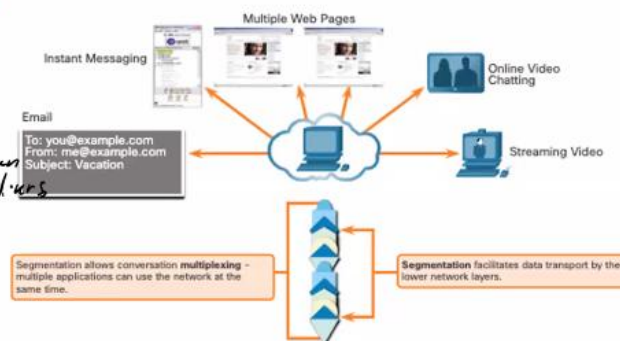 Multiple Web Pages
Instant Messaging
Online Video
Chatting
Email
To: you@example.com
From: me@example.com
Subject: Vacation
Streaming Video
Segmentation allows conversation multiplexing –
multiple applications can use the network at the
same time.
Segmentation facilitates data transport by the
lower network layers.